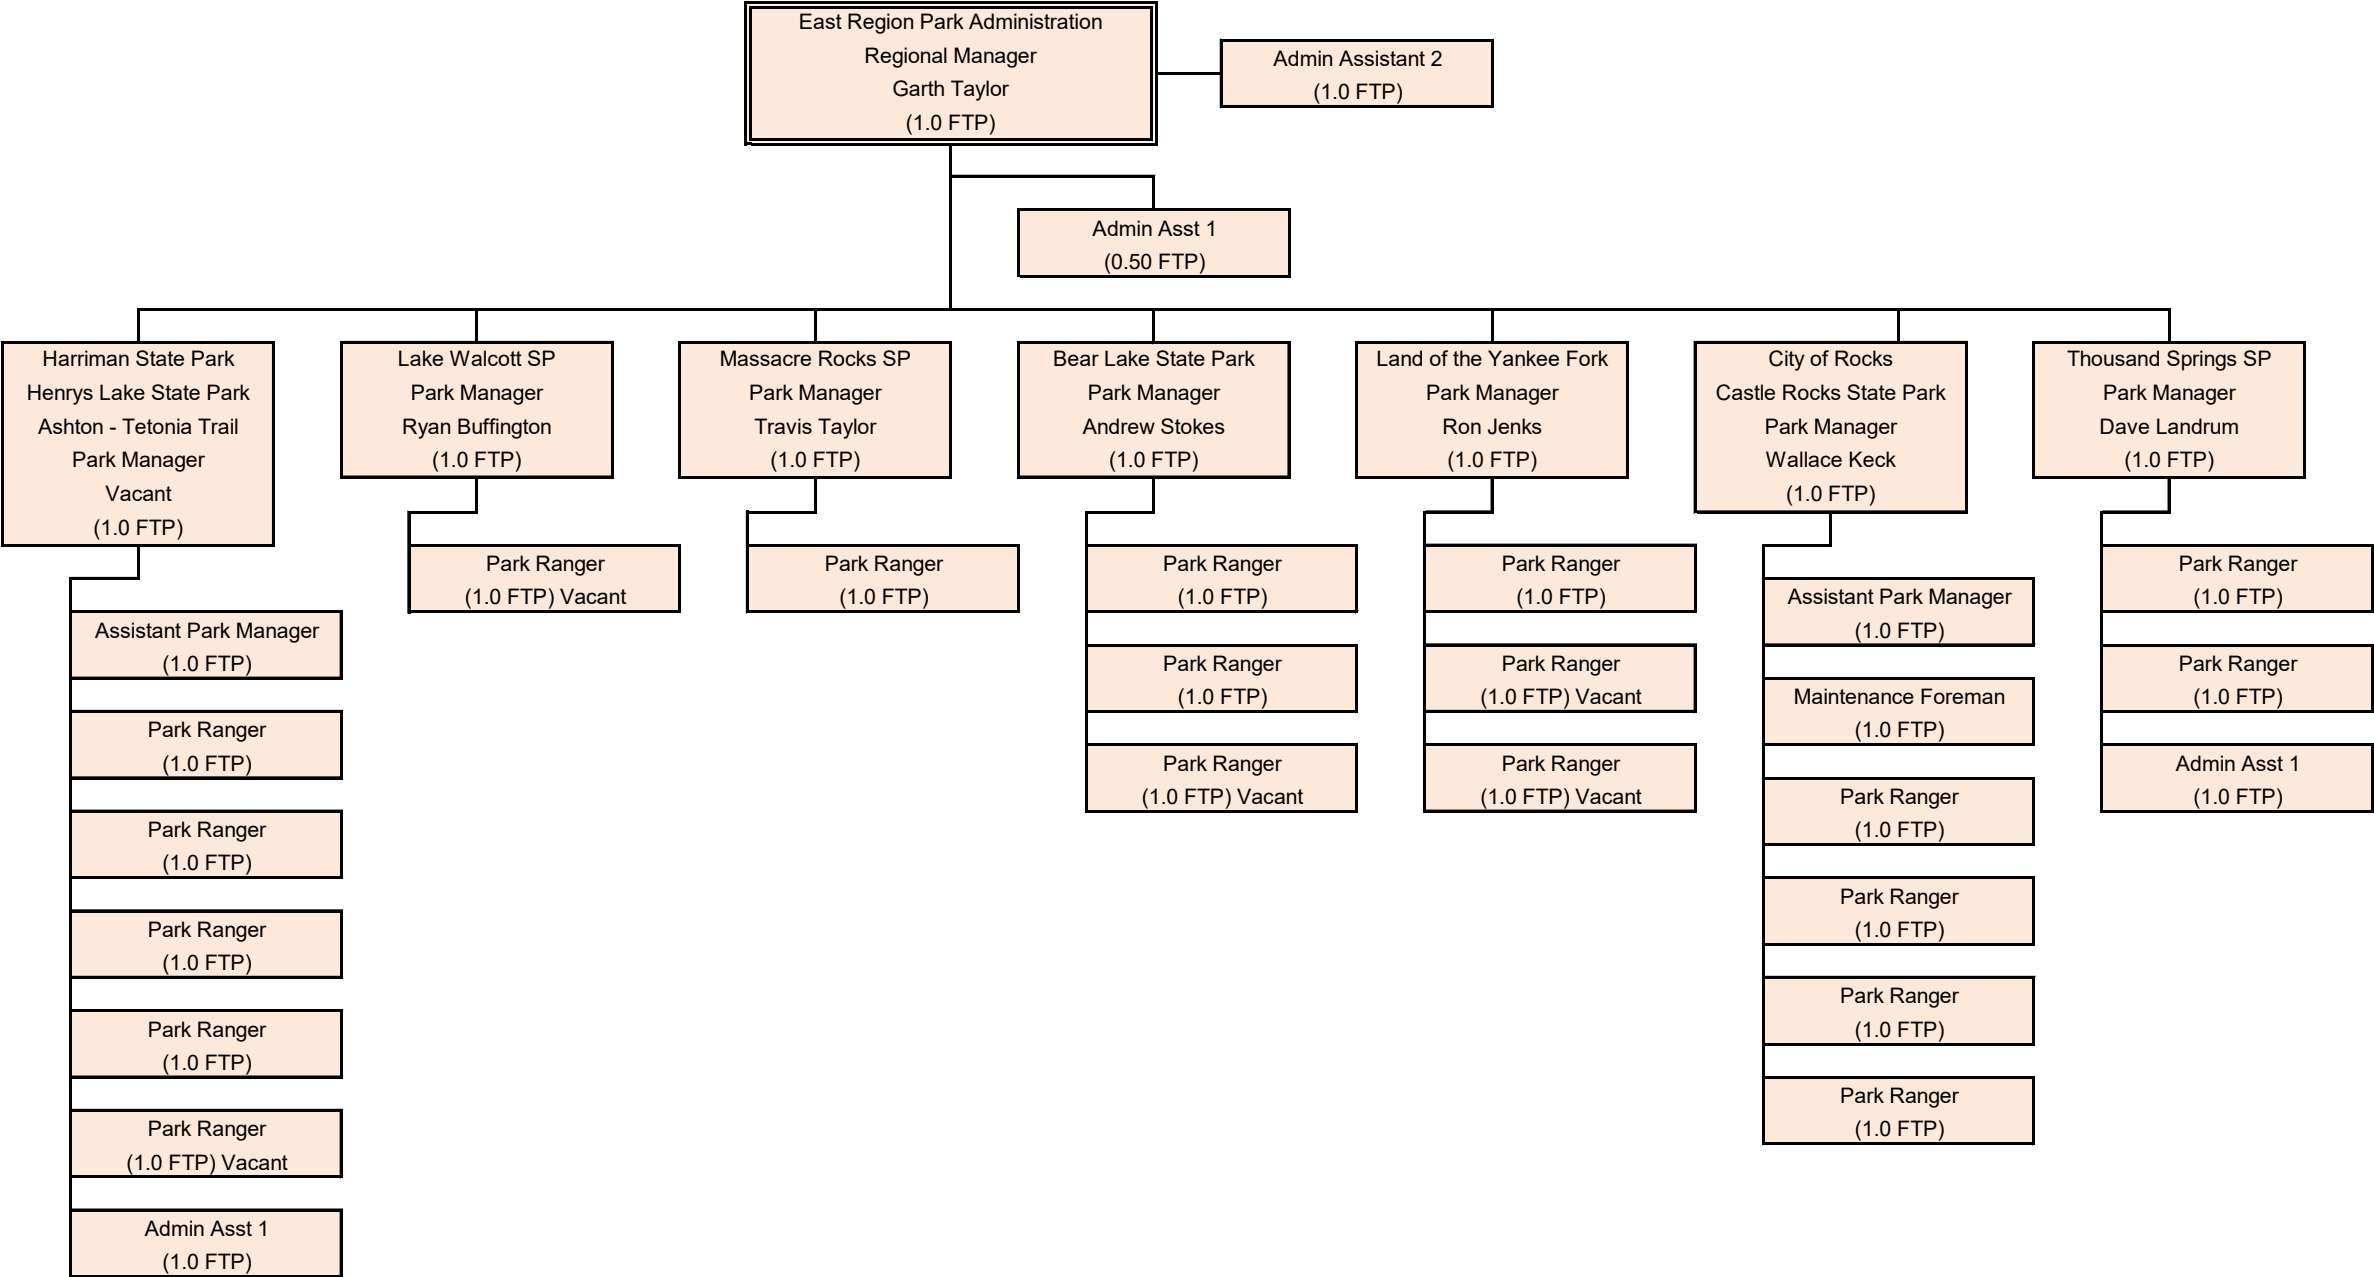 East Region Park Administration
Regional Manager
Garth Taylor
(1.0 FTP)
Admin Assistant 2
(1.0 FTP)
Admin Asst 1
(0.50 FTP)
Harriman State Park
Henrys Lake State Park
Ashton - Tetonia Trail
Park Manager
Vacant
(1.0 FTP)
Assistant Park Manager
(1.0 FTP)
Park Ranger
(1.0 FTP)
Park Ranger
(1.0 FTP)
Park Ranger
(1.0 FTP)
Park Ranger
(1.0 FTP)
Park Ranger
(1.0 FTP) Vacant
Admin Asst 1
(1.0 FTP)
Lake Walcott SP
Park Manager
Ryan Buffington
(1.0 FTP)
Park Ranger
(1.0 FTP) Vacant
Massacre Rocks SP
Park Manager
Travis Taylor
(1.0 FTP)
Park Ranger
(1.0 FTP)
Bear Lake State Park
Park Manager
Andrew Stokes
(1.0 FTP)
Park Ranger
(1.0 FTP)
Park Ranger
(1.0 FTP)
Park Ranger
(1.0 FTP) Vacant
Land of the Yankee Fork
Park Manager
Ron Jenks
(1.0 FTP)
Park Ranger
(1.0 FTP)
Park Ranger
(1.0 FTP) Vacant
Park Ranger
(1.0 FTP) Vacant
City of Rocks
Castle Rocks State Park
Park Manager
Wallace Keck
(1.0 FTP)
Assistant Park Manager
(1.0 FTP)
Maintenance Foreman
(1.0 FTP)
Park Ranger
(1.0 FTP)
Park Ranger
(1.0 FTP)
Park Ranger
(1.0 FTP)
Park Ranger
(1.0 FTP)
Thousand Springs SP
Park Manager
Dave Landrum
(1.0 FTP)
Park Ranger
(1.0 FTP)
Park Ranger
(1.0 FTP)
Admin Asst 1
(1.0 FTP)